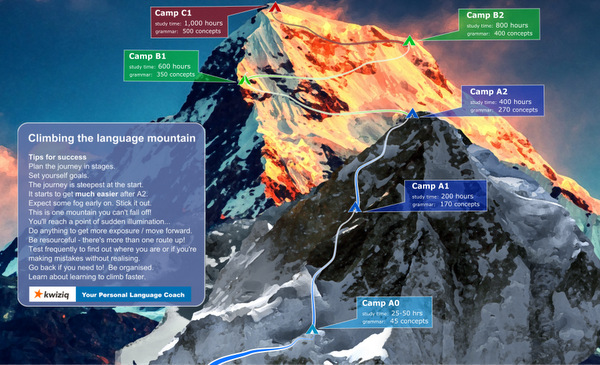 Camp C1
study time: 1,000 hours
grammar: 500 concepts
Camp B2
study time: 800 hours
grammar: 400 concepts
Camp B1
study time: 600 hours
grammar: 350 concepts
Camp A2
study time: 400 hours
grammar: 270 concepts
Climbing the language mountain
Tips for success
Plan the journey in stages.
Set yourself goals.
The journey is steepest at the start.
It starts to get much easier after A2.
Expect some fog early on. Stick it out.
This is one mountain you can't fall off!
You'll reach a point of sudden illumination...
Do anything to get more exposure / move forward.
Be resourceful - there's more than one route up!
Test frequently to find out where you are or if you're
making mistakes without realising.
Go back if you need to! Be organised.
Learn about learning to climb faster.
kwiziq
Your Personal Language Coach
Camp A1
study time: 200 hours
grammar: 170 concepts
Camp A0
study time: 25-50 hrs
grammar: 45 concepts